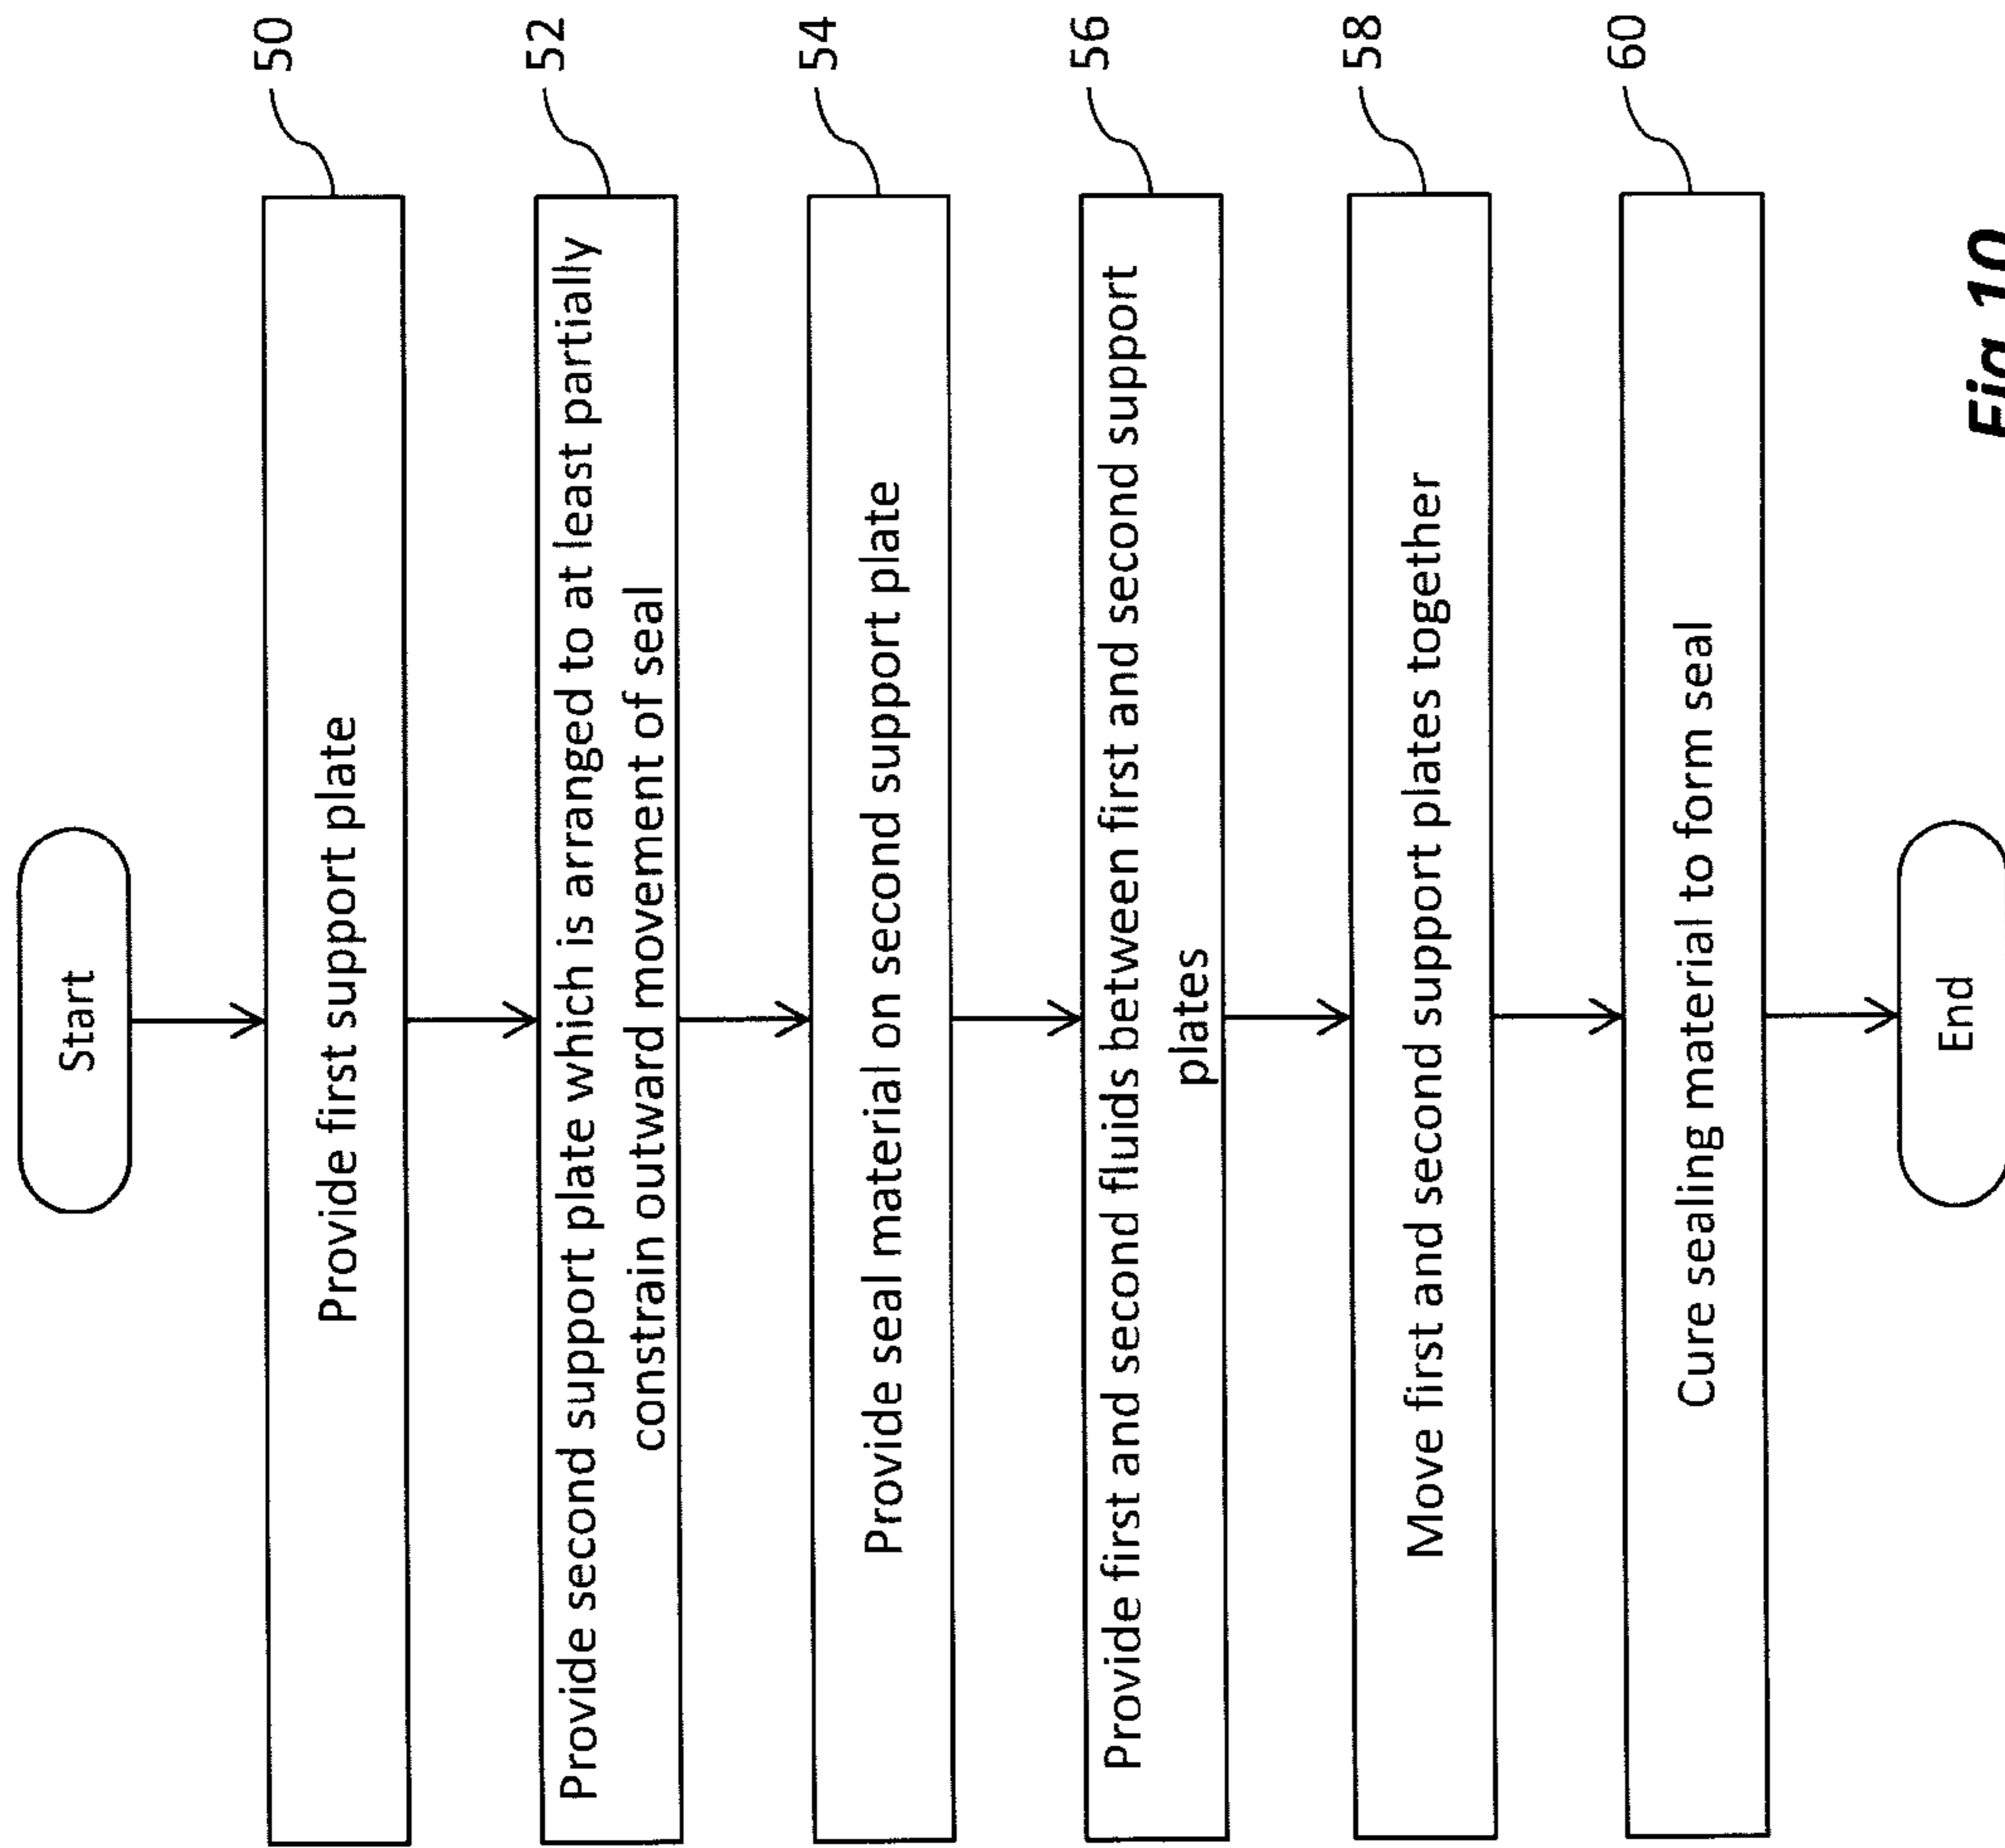 Start
Provide first support plate
50
Provide second support plate which is arranged to at least partially
constrain outward movement of seal
52
Provide seal material on second support plate
54
Provide first and second fluids between first and second support
plates
56
Move first and second support plates together
58
Cure sealing material to form seal
60
End
Fig 10